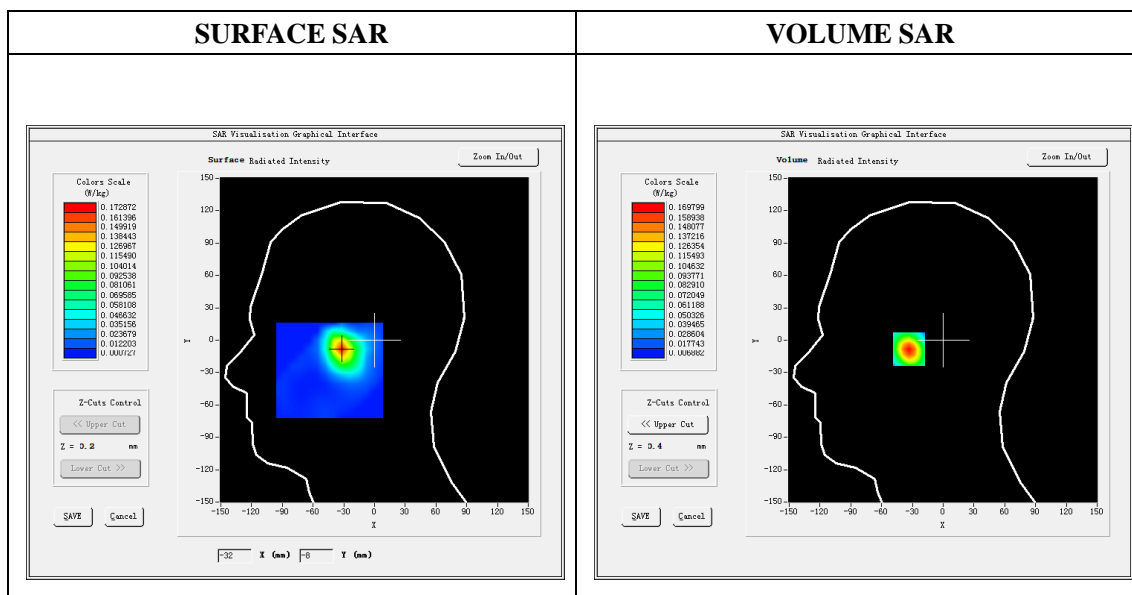 SURFACE SAR
VOLUME SAR
SAR Visualisation Graphical Interface
Surface Radiated Intensity
Zoom In/Out
Colors Scale
(W/kg)
0.172872
0.161396
0.149919
0.138443
0.126967
0.115490
0.104014
0.092538
0.081061
0.069585
0.058108
0.046632
0.035156
0.023679
0.012203
0.000727
Z-Cuts Control
<< Upper Cut
Z = 0.2 mm
Lower Cut >>
SAVE Cancel
150
120
90
60
30
0
-30
-60
-90
-120
-150
Y
-150 -120 -90 -60 -30 0 30 60 90 120 150
X
-32 X (mm) -8 Y (mm)
SAR Visualisation Graphical Interface
Volume Radiated Intensity
Zoom In/Out
Colors Scale
(W/kg)
0.169799
0.158938
0.148077
0.137216
0.126354
0.115493
0.104632
0.093771
0.082910
0.072049
0.061188
0.050326
0.039465
0.028604
0.017743
0.006882
Z-Cuts Control
<< Upper Cut
Z = 0.4 mm
Lower Cut >>
SAVE Cancel
150
120
90
60
30
0
-30
-60
-90
-120
-150
Y
-150 -120 -90 -60 -30 0 30 60 90 120 150
X